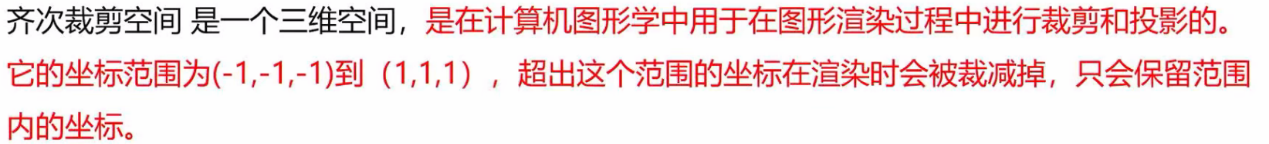 齐次裁剪空间 是一个三维空间，是在计算机图形学中用于在图形渲染过程中进行裁剪和投影的。
它的坐标范围为(-1,-1,-1)到（1,1,1），超出这个范围的坐标在渲染时会被裁减掉，只会保留范围
内的坐标。